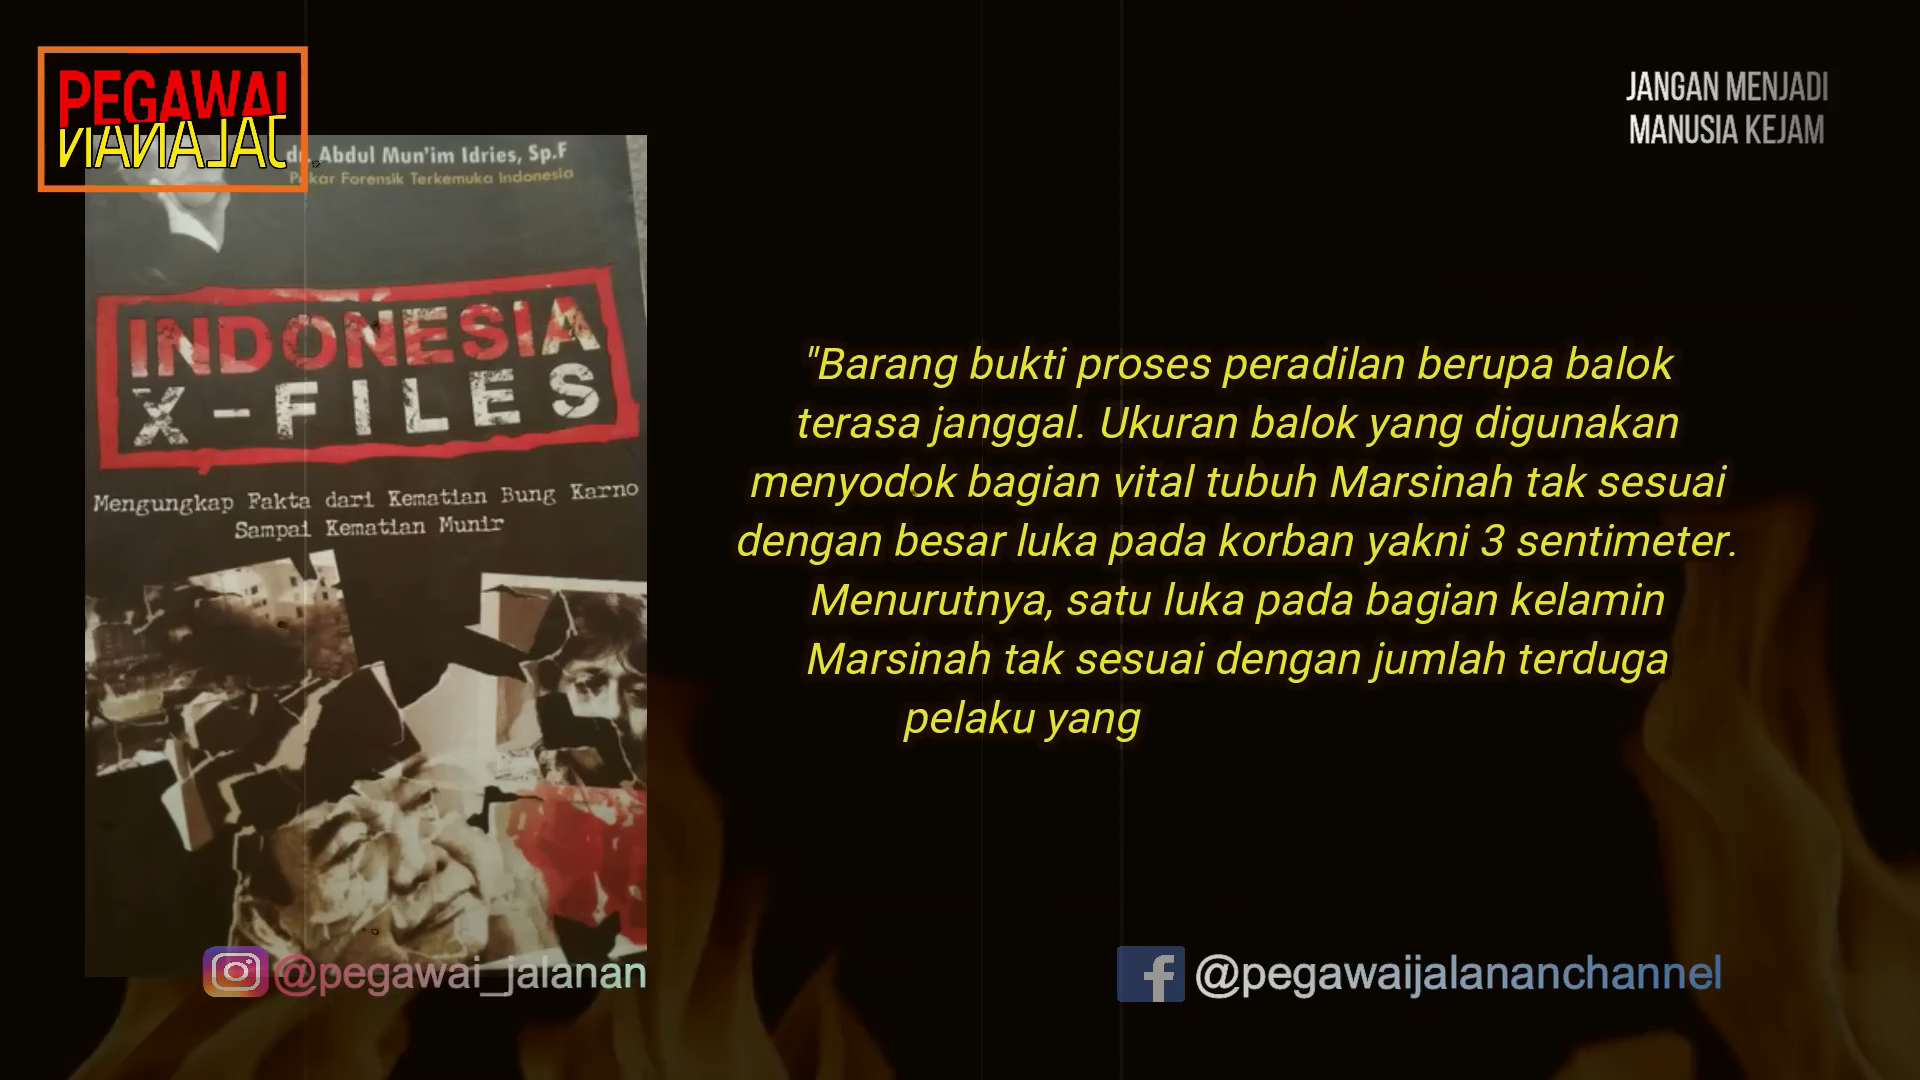 PEGAWAI
JALANAN
JANGAN MENJADI
MANUSIA KEJAM
dr. Abdul Mun'im Idries, Sp.F
Pakar Forensik Terkemuka Indonesia
INDONESIA
X-FILES
Mengungkap Fakta dari Kematian Bung Karno
Sampai Kematian Munir
"Barang bukti proses peradilan berupa balok
terasa janggal. Ukuran balok yang digunakan
menyodok bagian vital tubuh Marsinah tak sesuai
dengan besar luka pada korban yakni 3 sentimeter.
Menurutnya, satu luka pada bagian kelamin
Marsinah tak sesuai dengan jumlah terduga
pelaku yang
@pegawai_jalanan
@pegawaijalananchannel